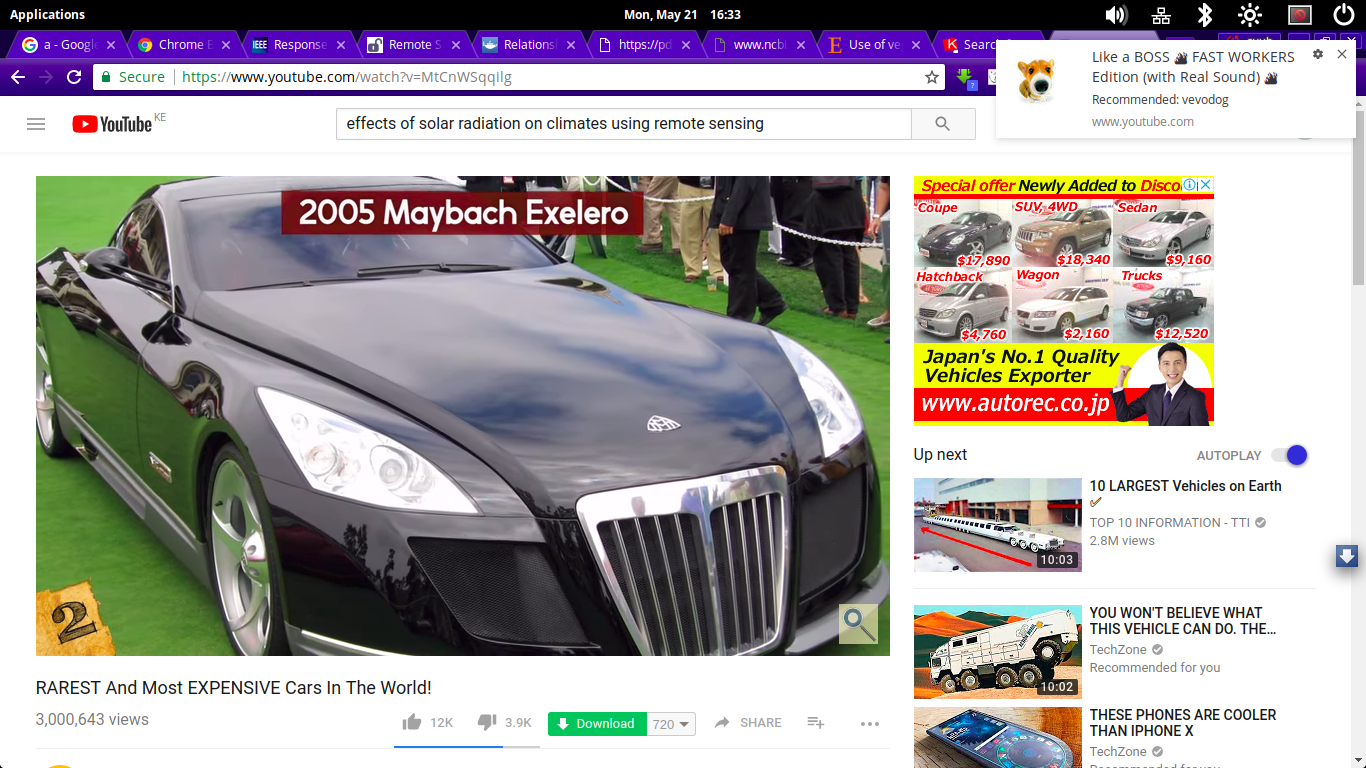 Applications
Mon, May 21 16:33
a - Google
Chrome E
IEEE Response
Remote S
Relations
https://pd
www.ncbi
Use of ve
Search
Like a BOSS FAST WORKERS
Edition (with Real Sound)
Recommended: vevodog
www.youtube.com
Secure https://www.youtube.com/watch?v=MtCnWSqqiIg
YouTube KE
effects of solar radiation on climates using remote sensing
2005 Maybach Exelero
2
Special offer Newly Added to Disco
Coupe
$17,890
SUV, 4WD
$18,340
Sedan
$9,160
Hatchback
$4,760
Wagon
$2,160
Trucks
$12,520
Japan's No.1 Quality
Vehicles Exporter
www.autorec.co.jp
RAREST And Most EXPENSIVE Cars In The World!
3,000,643 views
12K
3.9K
Download
720
SHARE
Up next
AUTOPLAY
10 LARGEST Vehicles on Earth
TOP 10 INFORMATION - TTI
2.8M views
10:03
YOU WON'T BELIEVE WHAT
THIS VEHICLE CAN DO. THE...
TechZone
Recommended for you
10:02
THESE PHONES ARE COOLER
THAN IPHONE X
TechZone
Recommended for you